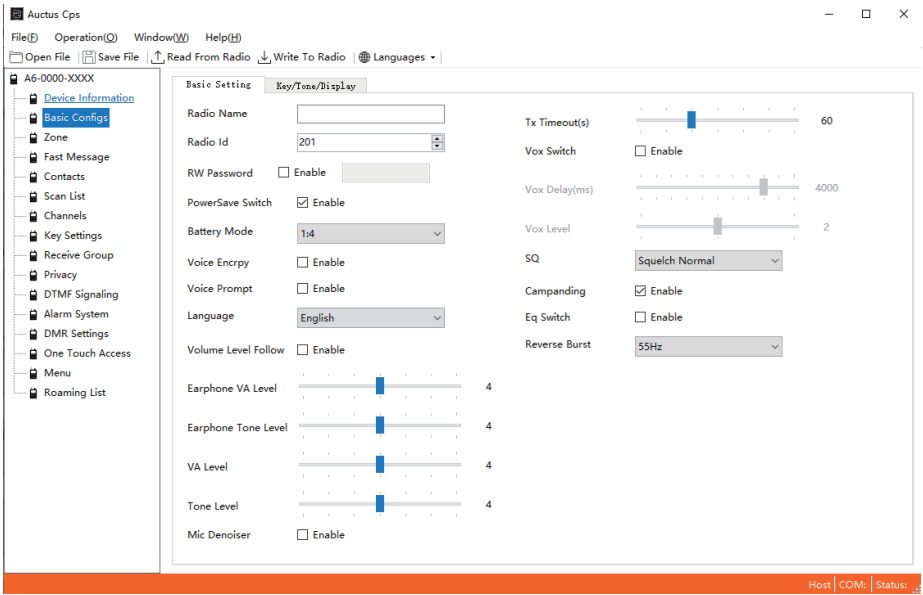 Auctus Cps
File(F) Operation(O) Window(W) Help(H)
Open File Save File Read From Radio Write To Radio Languages
A6-0000-XXXX
Device Information
Basic Configs
Zone
Fast Message
Contacts
Scan List
Channels
Key Settings
Receive Group
Privacy
DTMF Signaling
Alarm System
DMR Settings
One Touch Access
Menu
Roaming List
Basic Setting Key/Tone/Display
Radio Name
Radio Id 201
RW Password Enable
PowerSave Switch Enable
Battery Mode 1:4
Voice Encrpy Enable
Voice Prompt Enable
Language English
Volume Level Follow Enable
Earphone VA Level 4
Earphone Tone Level 4
VA Level 4
Tone Level 4
Mic Denoiser Enable
Tx Timeout(s) 60
Vox Switch Enable
Vox Delay(ms) 4000
Vox Level 2
SQ Squelch Normal
Campanding Enable
Eq Switch Enable
Reverse Burst 55Hz
Host COM: Status: